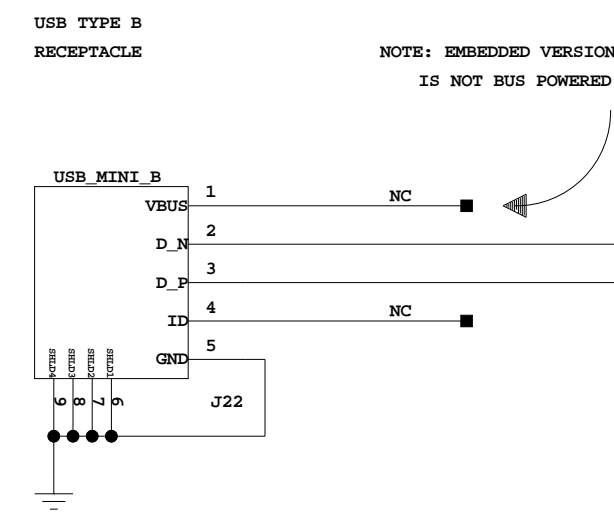 USB TYPE B
RECEPTACLE
NOTE: EMBEDDED VERSION
IS NOT BUS POWERED
USB_MINI_B
VBUS 1 NC
D_N 2
D_P 3
ID 4 NC
GND 5
SHLD4 SHLD3 SHLD2 SHLD1
9 8 7 6
J22